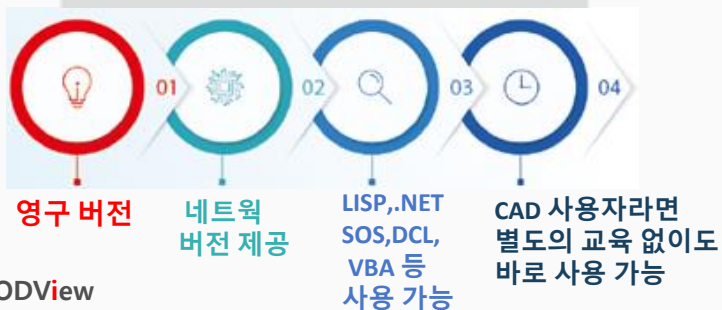 01
02
03
04
영구 버전
네트웍
버전 제공
LISP,.NET
SOS,DCL,
VBA 등
사용 가능
CAD 사용자라면
별도의 교육 없이도
바로 사용 가능
ODView